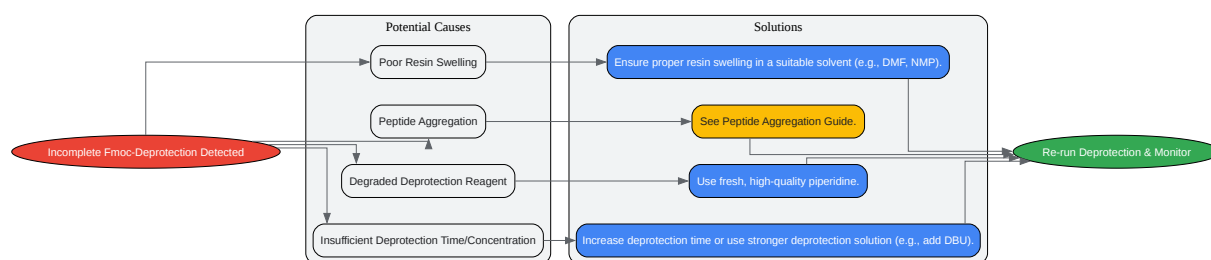 Potential Causes
Solutions
Poor Resin Swelling
Ensure proper resin swelling in a suitable solvent (e.g., DMF, NMP).
Peptide Aggregation
See Peptide Aggregation Guide.
Incomplete Fmoc-Deprotection Detected
Re-run Deprotection & Monitor
Degraded Deprotection Reagent
Use fresh, high-quality piperidine.
Insufficient Deprotection Time/Concentration
Increase deprotection time or use stronger deprotection solution (e.g., add DBU).